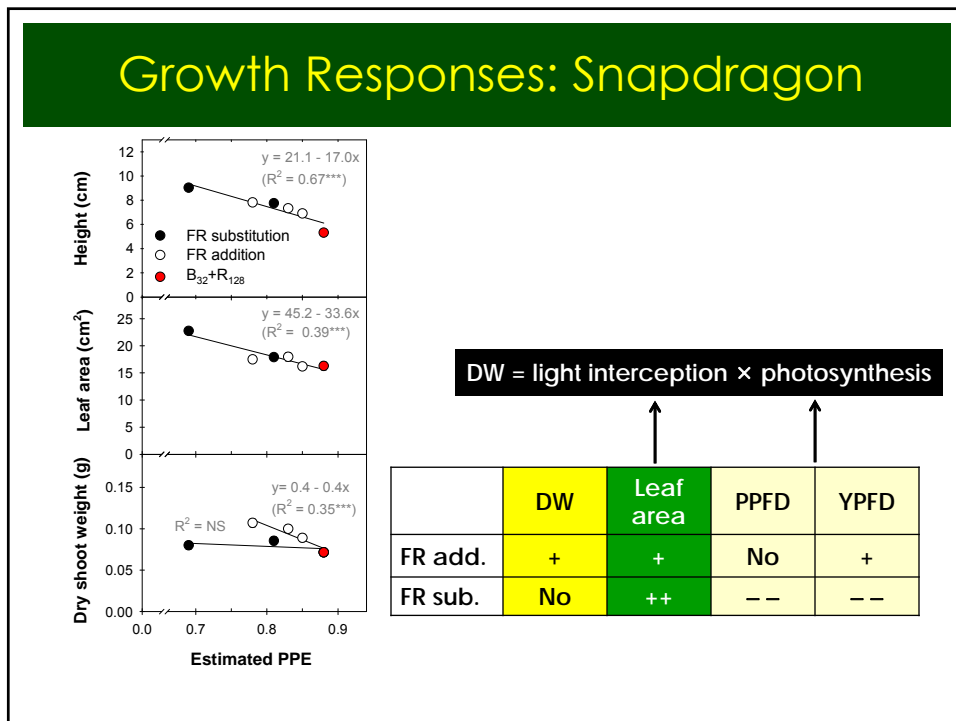 Growth Responses: Snapdragon
Height (cm)
12
10
8
6
4
2
0
y = 21.1 - 17.0x
(R² = 0.67***)
FR substitution
FR addition
B₃₂+R₁₂₈
Leaf area (cm²)
25
20
15
10
5
0
y = 45.2 - 33.6x
(R² = 0.39***)
Dry shoot weight (g)
0.15
0.10
0.05
0.00
y= 0.4 - 0.4x
(R² = 0.35***)
R² = NS
0.0 0.7 0.8 0.9
Estimated PPE
DW = light interception × photosynthesis
DW Leaf area PPFD YPFD
FR add. + + No +
FR sub. No ++ – – – –